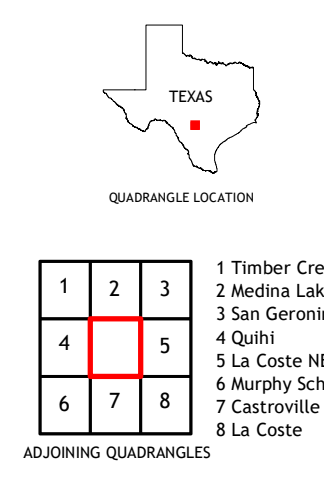 TEXAS
QUADRANGLE LOCATION
1 2 3
4 5
6 7 8
1 Timber Cre
2 Medina Lak
3 San Geroni
4 Quihi
5 La Coste NE
6 Murphy Sch
7 Castroville
8 La Coste
ADJOINING QUADRANGLES